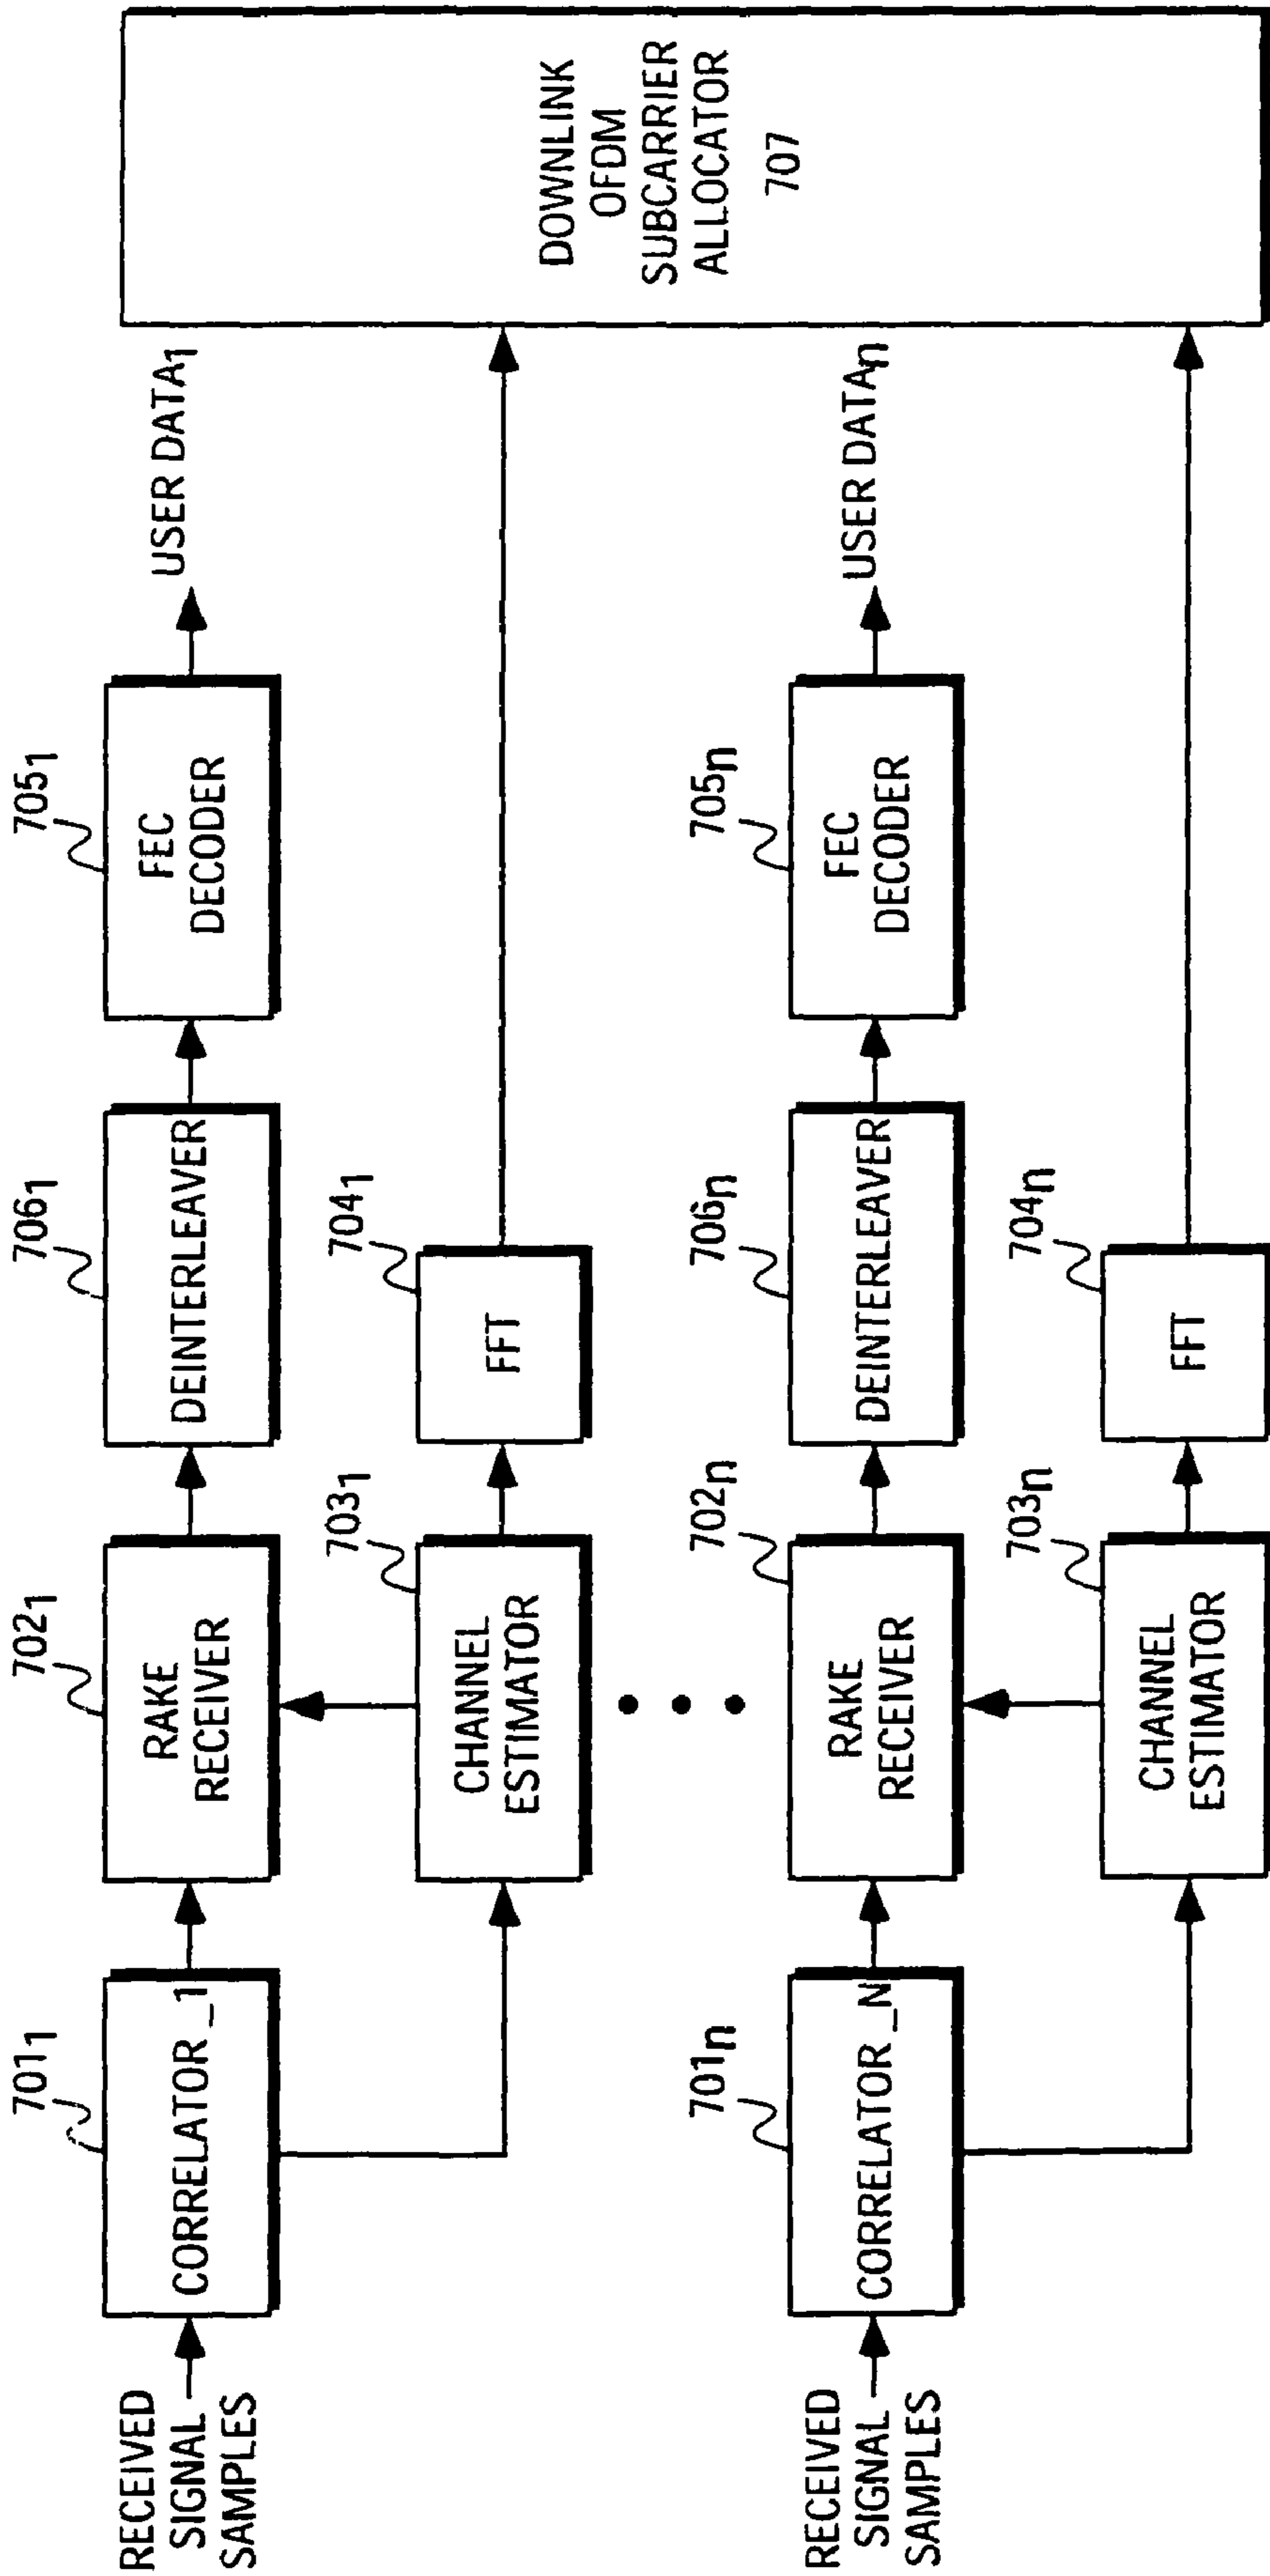 701₁
702₁
706₁
705₁
RECEIVED
SIGNAL
SAMPLES
CORRELATOR_1
RAKE
RECEIVER
DEINTERLEAVER
FEC
DECODER
USER DATA₁
703₁
704₁
CHANNEL
ESTIMATOR
FFT
DOWNLINK
OFDM
SUBCARRIER
ALLOCATOR
707
701ₙ
702ₙ
706ₙ
705ₙ
RECEIVED
SIGNAL
SAMPLES
CORRELATOR_N
RAKE
RECEIVER
DEINTERLEAVER
FEC
DECODER
USER DATAₙ
703ₙ
704ₙ
CHANNEL
ESTIMATOR
FFT